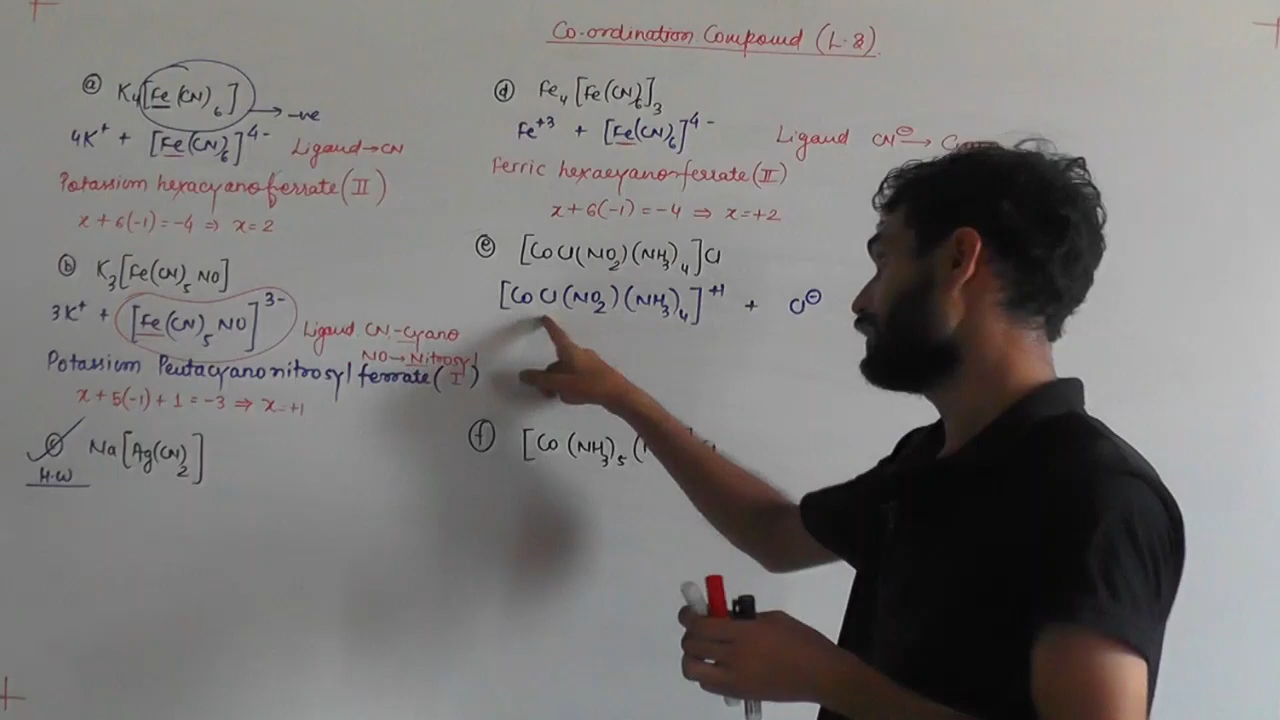 Co-ordination Compound (L-8)
(a) K4[Fe(CN)6] → -ve
4K+ + [Fe(CN)6]4- Ligand → CN
Potassium hexacyanoferrate (II)
x + 6(-1) = -4 ⇒ x = 2
(b) K3[Fe(CN)5 NO]
3K+ + [Fe(CN)5 NO]3- Ligand CN - Cyano
NO → Nitrosyl
Potassium Pentacyanonitrosyl ferrate (I)
x + 5(-1) + 1 = -3 ⇒ x = +1
(c) Na[Ag(CN)2]
H.W
(d) Fe4[Fe(CN)6]3
Fe+3 + [Fe(CN)6]4- Ligand CN⊖ →
Ferric hexacyanoferrate (II)
x + 6(-1) = -4 ⇒ x = +2
(e) [CoCl(NO2)(NH3)4]Cl
[CoCl(NO2)(NH3)4]+1 + Cl⊖
(f) [Co(NH3)5(